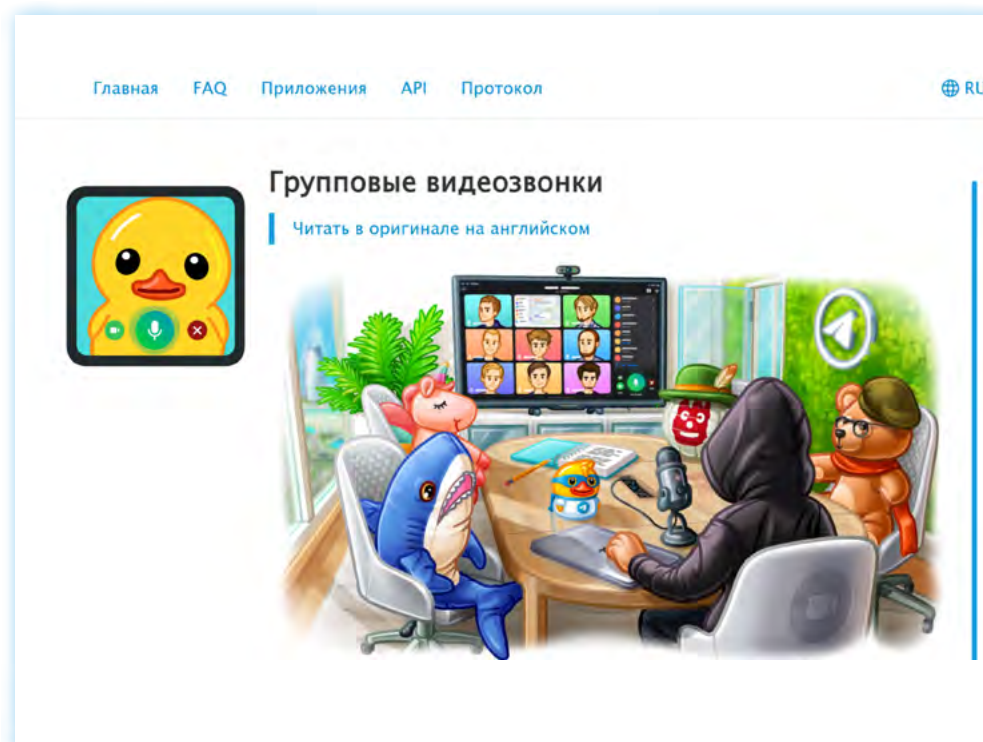 Главная FAQ Приложения API Протокол RU
Групповые видеозвонки
Читать в оригинале на английском